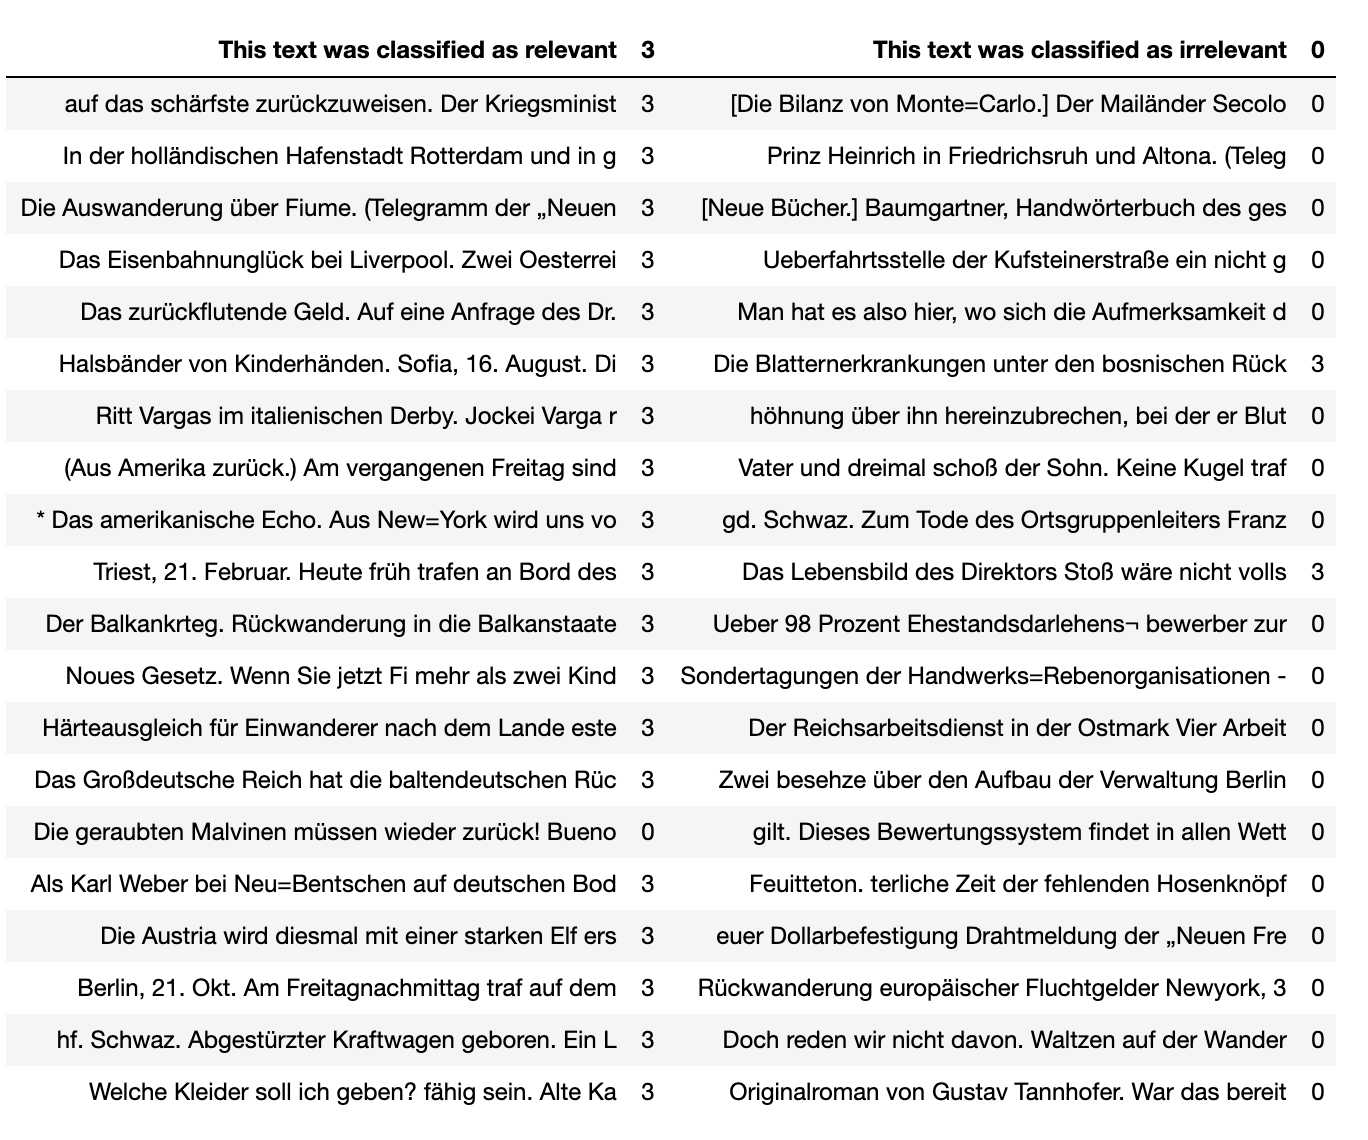 This text was classified as relevant 3 This text was classified as irrelevant 0
auf das schärfste zurückzuweisen. Der Kriegsminist 3 [Die Bilanz von Monte=Carlo.] Der Mailänder Secolo 0
In der holländischen Hafenstadt Rotterdam und in g 3 Prinz Heinrich in Friedrichsruh und Altona. (Teleg 0
Die Auswanderung über Fiume. (Telegramm der „Neuen 3 [Neue Bücher.] Baumgartner, Handwörterbuch des ges 0
Das Eisenbahnunglück bei Liverpool. Zwei Oesterrei 3 Ueberfahrtsstelle der Kufsteinerstraße ein nicht g 0
Das zurückflutende Geld. Auf eine Anfrage des Dr. 3 Man hat es also hier, wo sich die Aufmerksamkeit d 0
Halsbänder von Kinderhänden. Sofia, 16. August. Di 3 Die Blatternerkrankungen unter den bosnischen Rück 3
Ritt Vargas im italienischen Derby. Jockei Varga r 3 höhnung über ihn hereinzubrechen, bei der er Blut 0
(Aus Amerika zurück.) Am vergangenen Freitag sind 3 Vater und dreimal schoß der Sohn. Keine Kugel traf 0
* Das amerikanische Echo. Aus New=York wird uns vo 3 gd. Schwaz. Zum Tode des Ortsgruppenleiters Franz 0
Triest, 21. Februar. Heute früh trafen an Bord des 3 Das Lebensbild des Direktors Stoß wäre nicht volls 3
Der Balkankrteg. Rückwanderung in die Balkanstaate 3 Ueber 98 Prozent Ehestandsdarlehens¬ bewerber zur 0
Noues Gesetz. Wenn Sie jetzt Fi mehr als zwei Kind 3 Sondertagungen der Handwerks=Rebenorganisationen - 0
Härteausgleich für Einwanderer nach dem Lande este 3 Der Reichsarbeitsdienst in der Ostmark Vier Arbeit 0
Das Großdeutsche Reich hat die baltendeutschen Rüc 3 Zwei besehze über den Aufbau der Verwaltung Berlin 0
Die geraubten Malvinen müssen wieder zurück! Bueno 0 gilt. Dieses Bewertungssystem findet in allen Wett 0
Als Karl Weber bei Neu=Bentschen auf deutschen Bod 3 Feuitteton. terliche Zeit der fehlenden Hosenknöpf 0
Die Austria wird diesmal mit einer starken Elf ers 3 euer Dollarbefestigung Drahtmeldung der „Neuen Fre 0
Berlin, 21. Okt. Am Freitagnachmittag traf auf dem 3 Rückwanderung europäischer Fluchtgelder Newyork, 3 0
hf. Schwaz. Abgestürzter Kraftwagen geboren. Ein L 3 Doch reden wir nicht davon. Waltzen auf der Wander 0
Welche Kleider soll ich geben? fähig sein. Alte Ka 3 Originalroman von Gustav Tannhofer. War das bereit 0